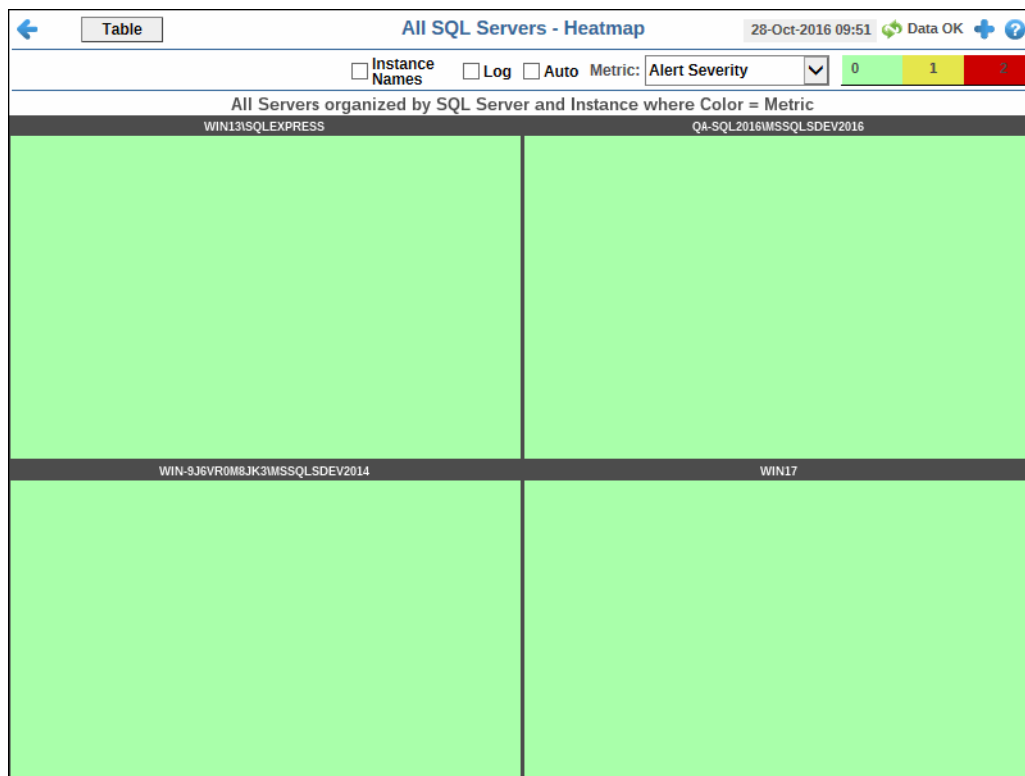 Table All SQL Servers - Heatmap 28-Oct-2016 09:51 Data OK
Instance Names Log Auto Metric: Alert Severity 0 1 2
All Servers organized by SQL Server and Instance where Color = Metric
WIN13\SQLEXPRESS QA-SQL2016\MSSQLSDEV2016
WIN-9J6VR0M8JK3\MSSQLSDEV2014 WIN17